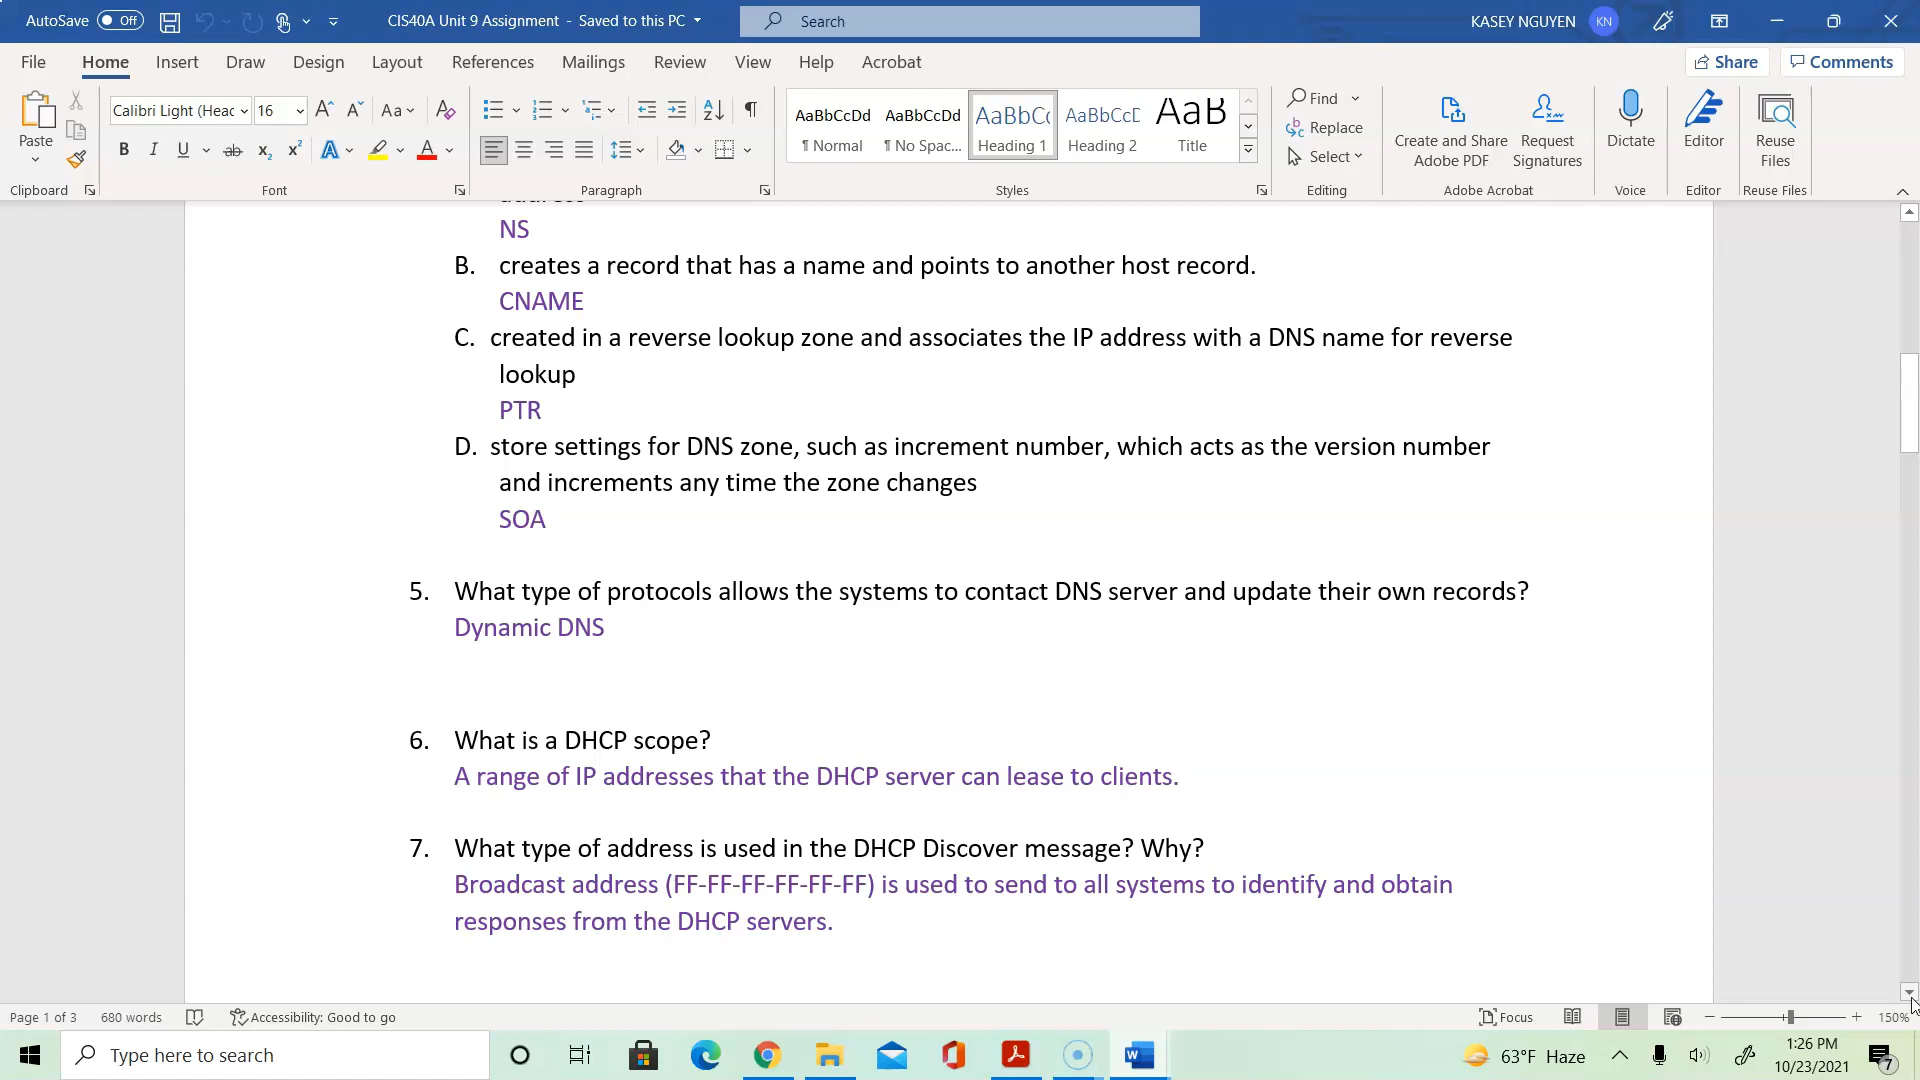 AutoSave Off CIS40A Unit 9 Assignment - Saved to this PC Search KASEY NGUYEN KN
File Home Insert Draw Design Layout References Mailings Review View Help Acrobat Share Comments
Paste
Clipboard
Calibri Light (Heac 16 A A Aa A
B I U ab x₂ x² A A
Font
Paragraph
AaBbCcDd AaBbCcDd AaBbCc AaBbCcD AaB
¶ Normal ¶ No Spac... Heading 1 Heading 2 Title
Styles
Find
Replace
Select
Editing
Create and Share Adobe PDF
Request Signatures
Adobe Acrobat
Dictate
Voice
Editor
Editor
Reuse Files
Reuse Files
NS
B. creates a record that has a name and points to another host record.
CNAME
C. created in a reverse lookup zone and associates the IP address with a DNS name for reverse
lookup
PTR
D. store settings for DNS zone, such as increment number, which acts as the version number
and increments any time the zone changes
SOA
5. What type of protocols allows the systems to contact DNS server and update their own records?
Dynamic DNS
6. What is a DHCP scope?
A range of IP addresses that the DHCP server can lease to clients.
7. What type of address is used in the DHCP Discover message? Why?
Broadcast address (FF-FF-FF-FF-FF-FF) is used to send to all systems to identify and obtain
responses from the DHCP servers.
Page 1 of 3 680 words Accessibility: Good to go Focus 150%
Type here to search 63°F Haze 1:26 PM
10/23/2021 7